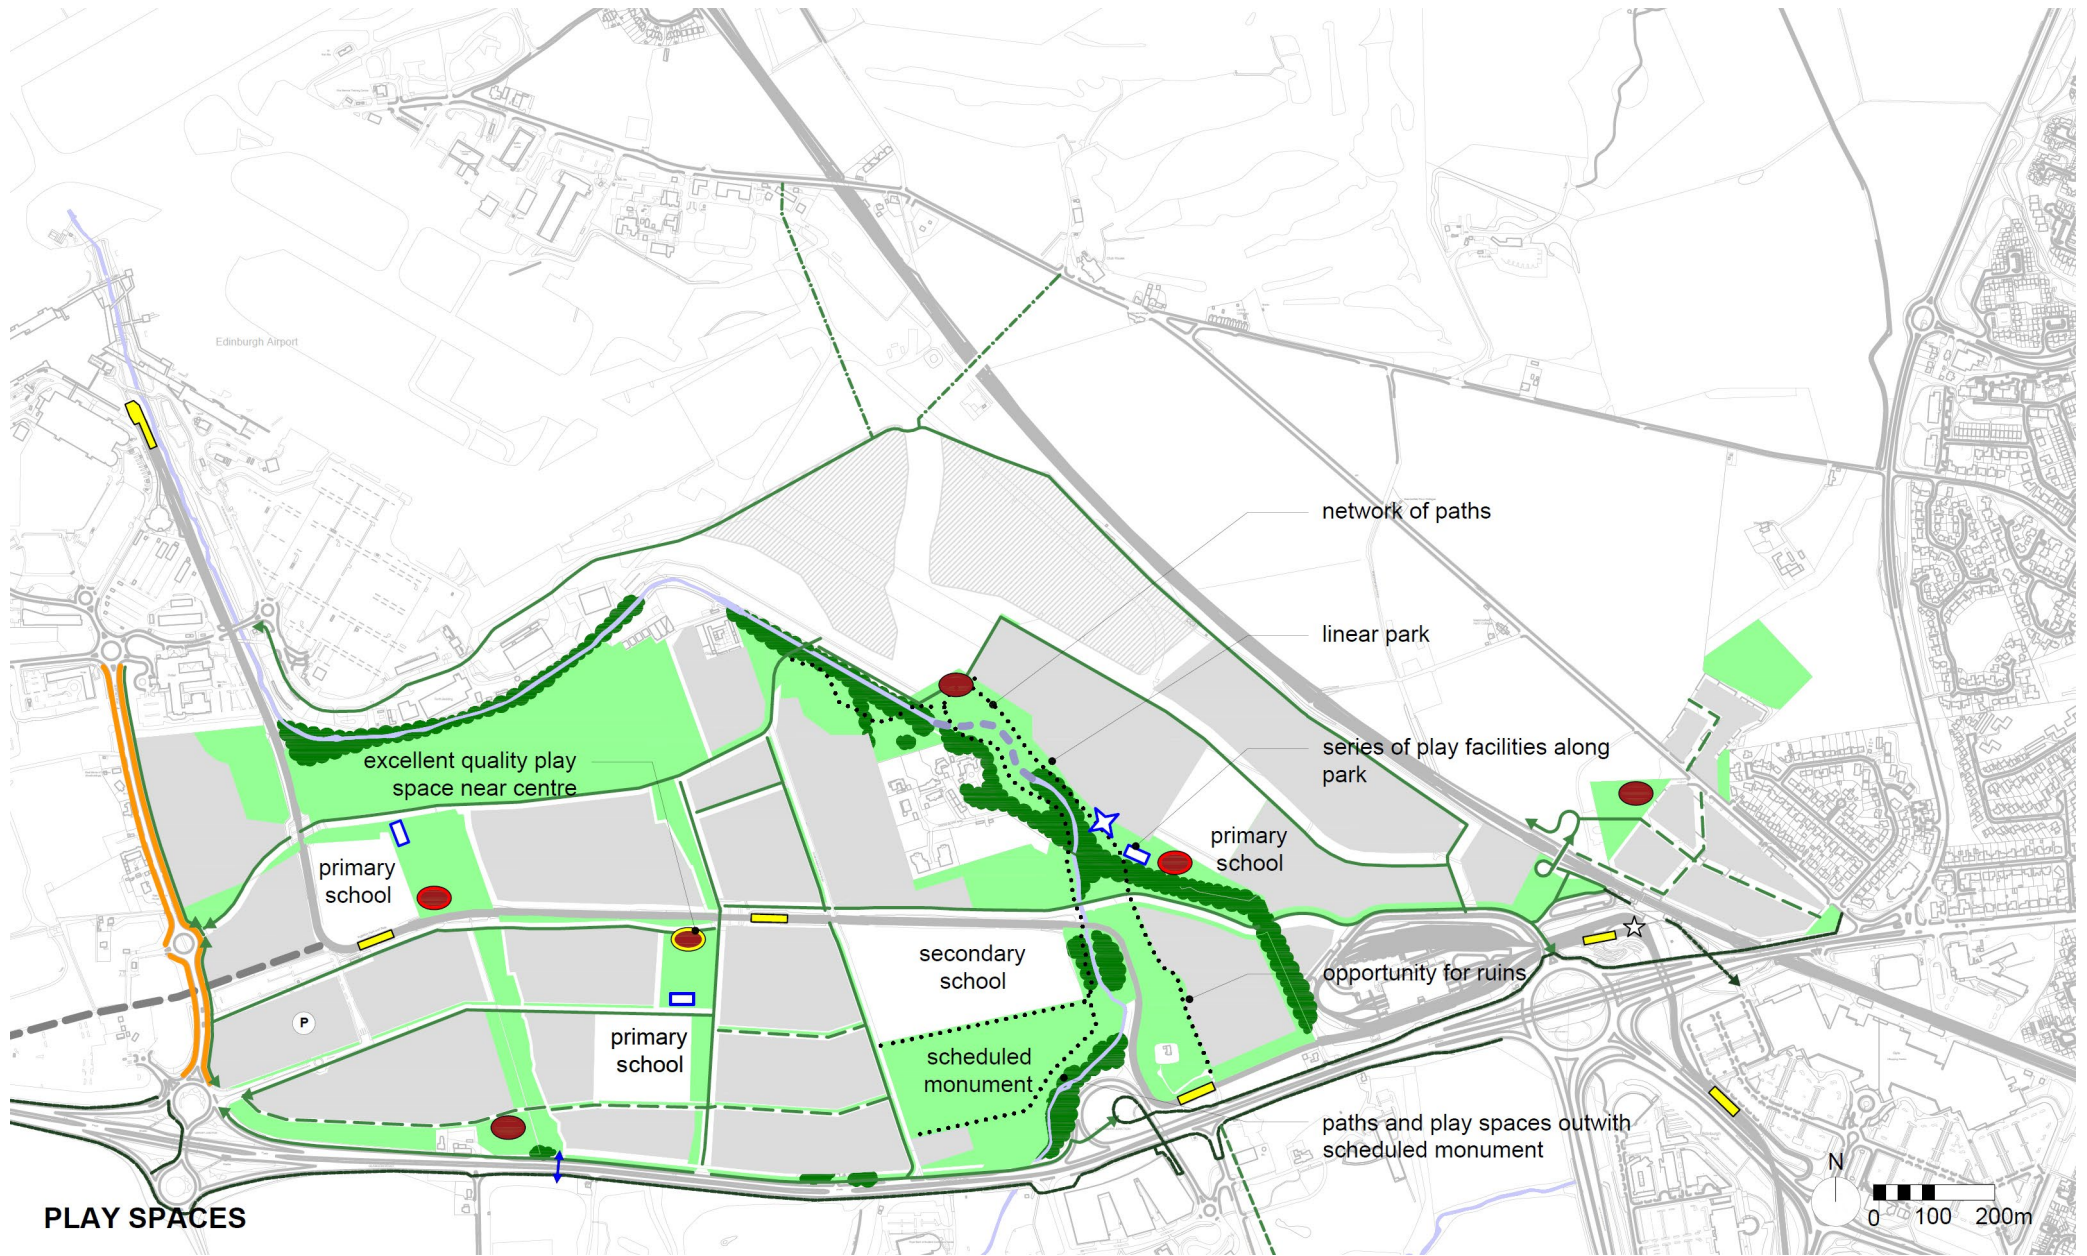 Edinburgh Airport
network of paths
linear park
series of play facilities along
park
excellent quality play
space near centre
primary
school
primary
school
secondary
school
opportunity for ruins
P
primary
school
scheduled
monument
paths and play spaces outwith
scheduled monument
N
0 100 200m
PLAY SPACES